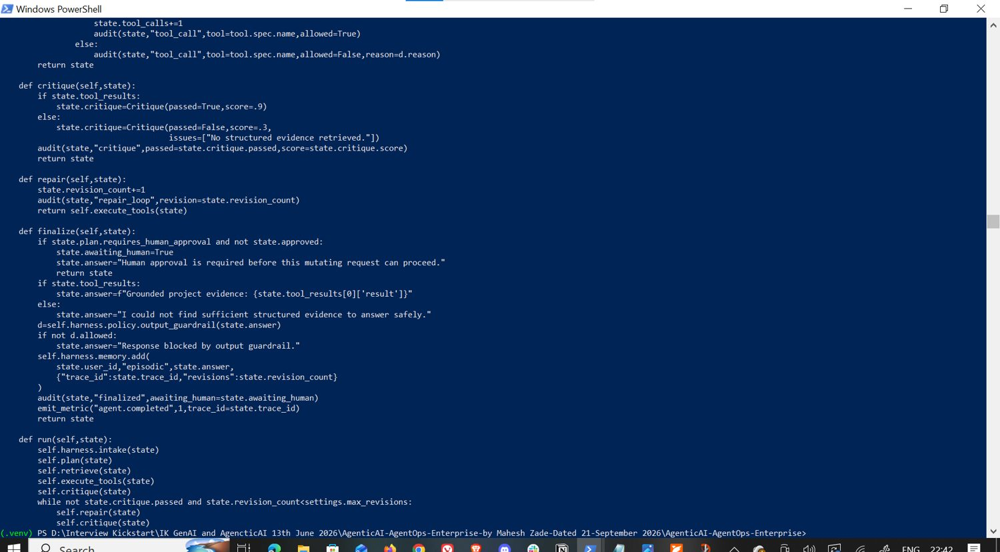 Windows PowerShell
                    state.tool_calls+=1
                    audit(state,"tool_call",tool=tool.spec.name,allowed=True)
                else:
                    audit(state,"tool_call",tool=tool.spec.name,allowed=False,reason=d.reason)
        return state

    def critique(self,state):
        if state.tool_results:
            state.critique=Critique(passed=True,score=.9)
        else:
            state.critique=Critique(passed=False,score=.3,
                                    issues=["No structured evidence retrieved."])
        audit(state,"critique",passed=state.critique.passed,score=state.critique.score)
        return state

    def repair(self,state):
        state.revision_count+=1
        audit(state,"repair_loop",revision=state.revision_count)
        return self.execute_tools(state)

    def finalize(self,state):
        if state.plan.requires_human_approval and not state.approved:
            state.awaiting_human=True
            state.answer="Human approval is required before this mutating request can proceed."
            return state
        if state.tool_results:
            state.answer=f"Grounded project evidence: {state.tool_results[0]['result']}"
        else:
            state.answer="I could not find sufficient structured evidence to answer safely."
        d=self.harness.policy.output_guardrail(state.answer)
        if not d.allowed:
            state.answer="Response blocked by output guardrail."
        self.harness.memory.add(
            state.user_id,"episodic",state.answer,
            {"trace_id":state.trace_id,"revisions":state.revision_count}
        )
        audit(state,"finalized",awaiting_human=state.awaiting_human)
        emit_metric("agent.completed",1,trace_id=state.trace_id)
        return state

    def run(self,state):
        self.harness.intake(state)
        self.plan(state)
        self.retrieve(state)
        self.execute_tools(state)
        self.critique(state)
        while not state.critique.passed and state.revision_count<settings.max_revisions:
            self.repair(state)
            self.critique(state)
(.venv) PS D:\Interview Kickstart\IK GenAI and AgencticAI 13th June 2026\AgenticAI-AgentOps-Enterprise-by Mahesh Zade-Dated 21-September 2026\AgenticAI-AgentOps-Enterprise>
Search
ENG
22:42